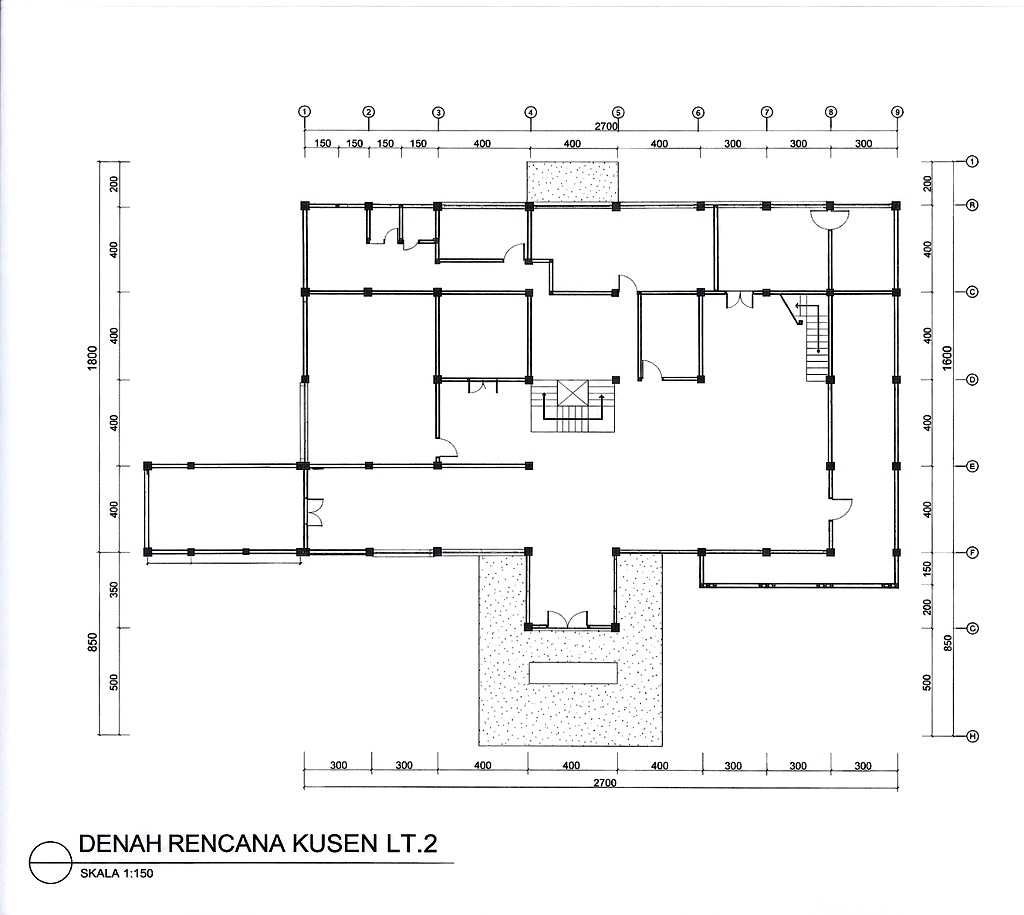 1 2 3 4 5 6 7 8 9
2700
150 150 150 150 400 400 400 300 300 300
200 400 400 400 400 350 500
1800 850
1 R C D E F G H
200 400 400 400 400 150 200 500
1600 850
300 300 400 400 400 300 300 300
2700
DENAH RENCANA KUSEN LT.2
SKALA 1:150